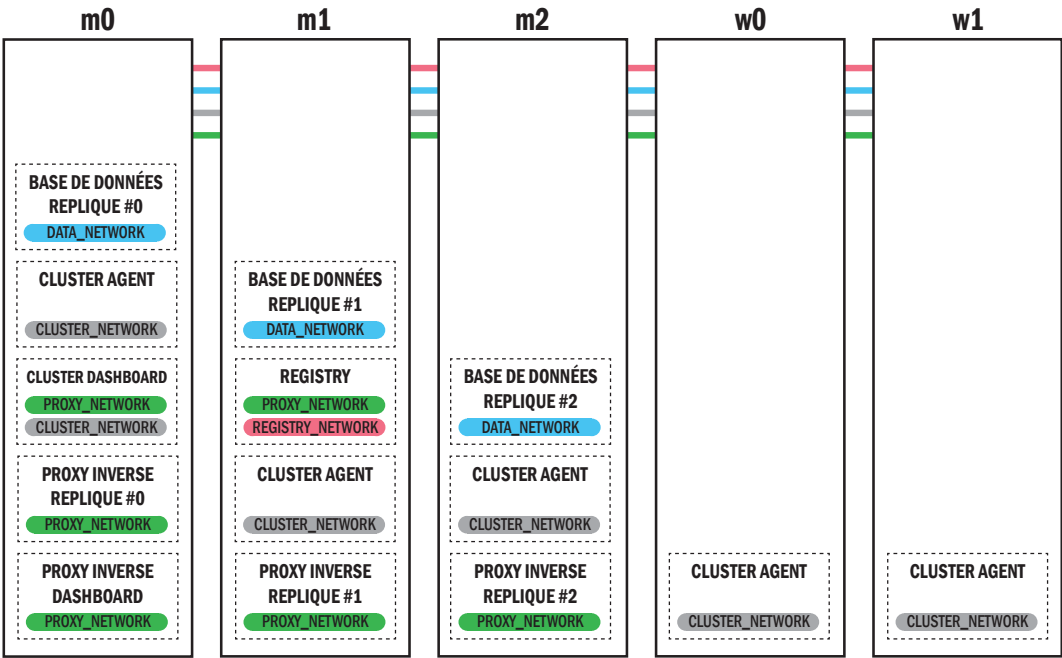 m0
m1
m2
w0
w1
BASE DE DONNÉES
REPLIQUE #0
DATA_NETWORK
CLUSTER AGENT
CLUSTER_NETWORK
CLUSTER DASHBOARD
PROXY_NETWORK
CLUSTER_NETWORK
PROXY INVERSE
REPLIQUE #0
PROXY_NETWORK
PROXY INVERSE
DASHBOARD
PROXY_NETWORK
BASE DE DONNÉES
REPLIQUE #1
DATA_NETWORK
REGISTRY
PROXY_NETWORK
REGISTRY_NETWORK
CLUSTER AGENT
CLUSTER_NETWORK
PROXY INVERSE
REPLIQUE #1
PROXY_NETWORK
BASE DE DONNÉES
REPLIQUE #2
DATA_NETWORK
CLUSTER AGENT
CLUSTER_NETWORK
PROXY INVERSE
REPLIQUE #2
PROXY_NETWORK
CLUSTER AGENT
CLUSTER_NETWORK
CLUSTER AGENT
CLUSTER_NETWORK